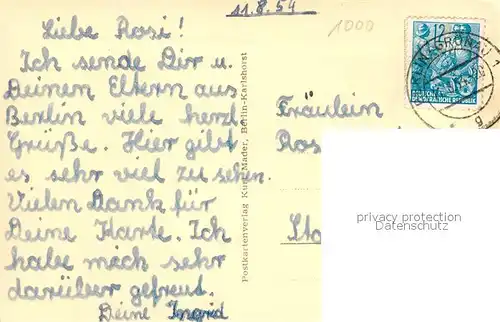 11.8.54
1000
Liebe Rosi!
Ich sende Dir u.
Deinen Eltern aus
Berlin viele herzl.
Grüße. Hier gibt
es sehr viel zu sehen.
Vielen Dank für
Deine Karte. Ich
habe mich sehr
darüber gefreut.
Deine Ingrid
Postkartenverlag Kurt Mader, Berlin-Karlshorst
12
DEUTSCHE
DEMOKRATISCHE REPUBLIK
Fräulein
Ros
privacy protection
Datenschutz